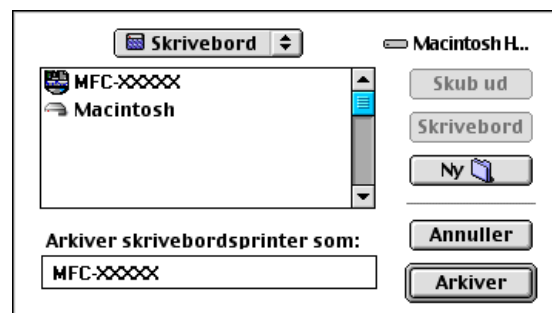 Skrivebord
Macintosh H...
MFC-XXXXX
Macintosh
Skub ud
Skrivebord
Ny
Arkiver skrivebordsprinter som:
MFC-XXXXX
Annuller
Arkiver